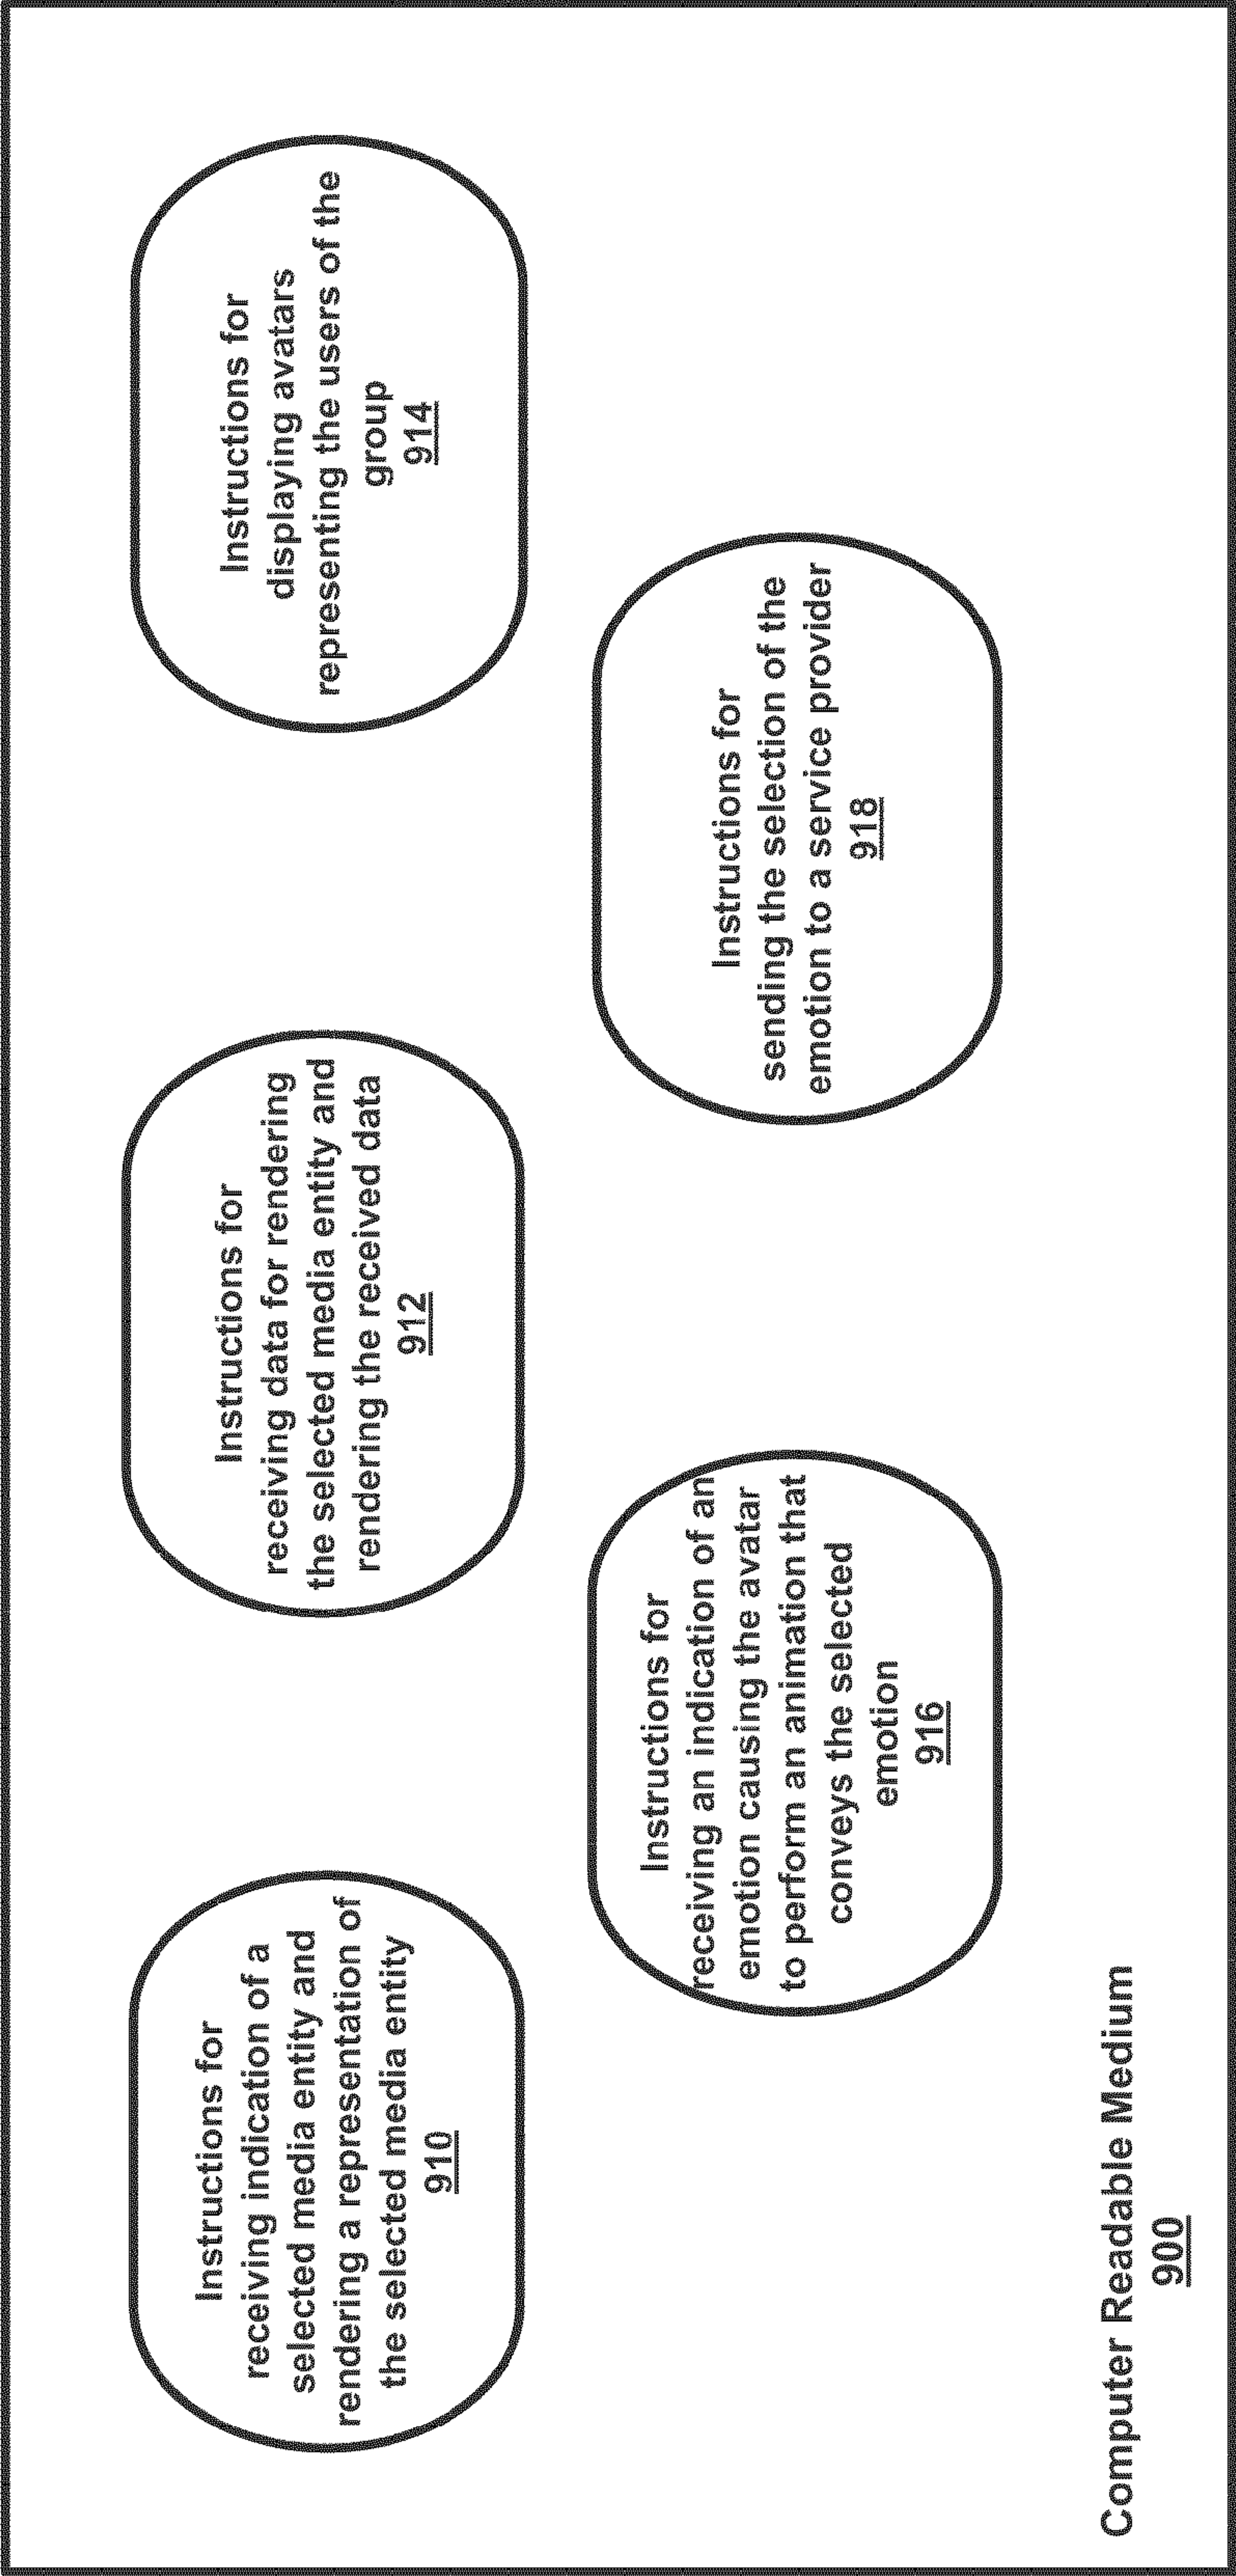 Instructions for
receiving indication of a
selected media entity and
rendering a representation of
the selected media entity
910
Instructions for
receiving data for rendering
the selected media entity and
rendering the received data
912
Instructions for
displaying avatars
representing the users of the
group
914
Instructions for
receiving an indication of an
emotion causing the avatar
to perform an animation that
conveys the selected
emotion
916
Instructions for
sending the selection of the
emotion to a service provider
918
Computer Readable Medium
900